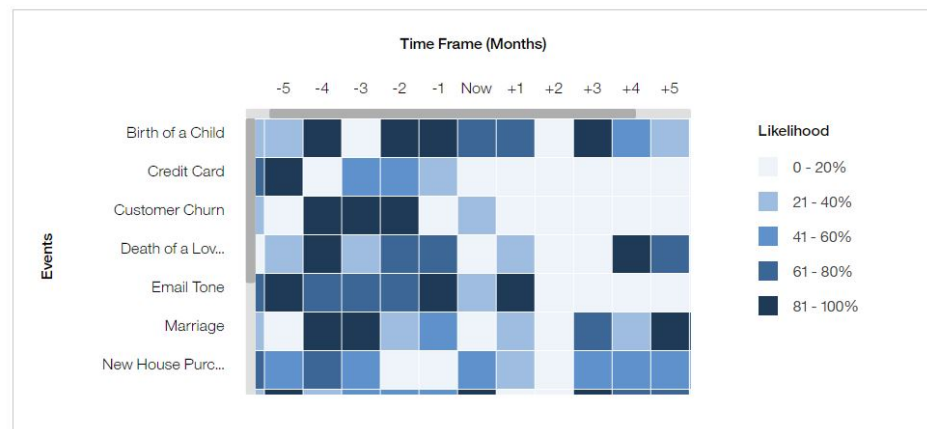 Time Frame (Months)
-5 -4 -3 -2 -1 Now +1 +2 +3 +4 +5
Birth of a Child
Credit Card
Customer Churn
Death of a Lov...
Email Tone
Marriage
New House Purc...
Events
Likelihood
0 - 20%
21 - 40%
41 - 60%
61 - 80%
81 - 100%